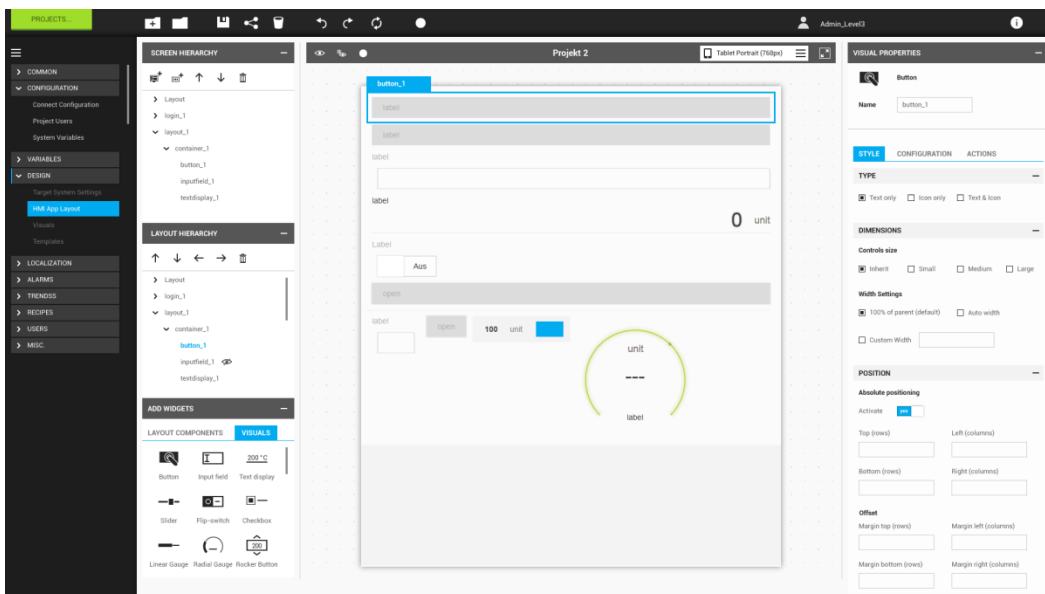 PROJECTS...
Admin_Level3
COMMON
CONFIGURATION
Connect Configuration
Project Users
System Variables
VARIABLES
DESIGN
Target System Settings
HMI App Layout
Visuals
Templates
LOCALIZATION
ALARMS
TRENDSS
RECIPES
USERS
MISC.
SCREEN HIERARCHY
Layout
login_1
layout_1
container_1
button_1
inputfield_1
textdisplay_1
LAYOUT HIERARCHY
Layout
login_1
layout_1
container_1
button_1
inputfield_1
textdisplay_1
ADD WIDGETS
LAYOUT COMPONENTS VISUALS
200 °C
Button Input field Text display
Slider Flip-switch Checkbox
200
Linear Gauge Radial Gauge Rocker Button
Projekt 2
Tablet Portrait (768px)
button_1
label
label
label
label
0 unit
Label
Aus
open
label
open
100 unit
unit
---
label
VISUAL PROPERTIES
Button
Name button_1
STYLE CONFIGURATION ACTIONS
TYPE
Text only Icon only Text & Icon
DIMENSIONS
Controls size
Inherit Small Medium Large
Width Settings
100% of parent (default) Auto width
Custom Width
POSITION
Absolute positioning
Activate yes
Top (rows) Left (columns)
Bottom (rows) Right (columns)
Offset
Margin top (rows) Margin left (columns)
Margin bottom (rows) Margin right (columns)